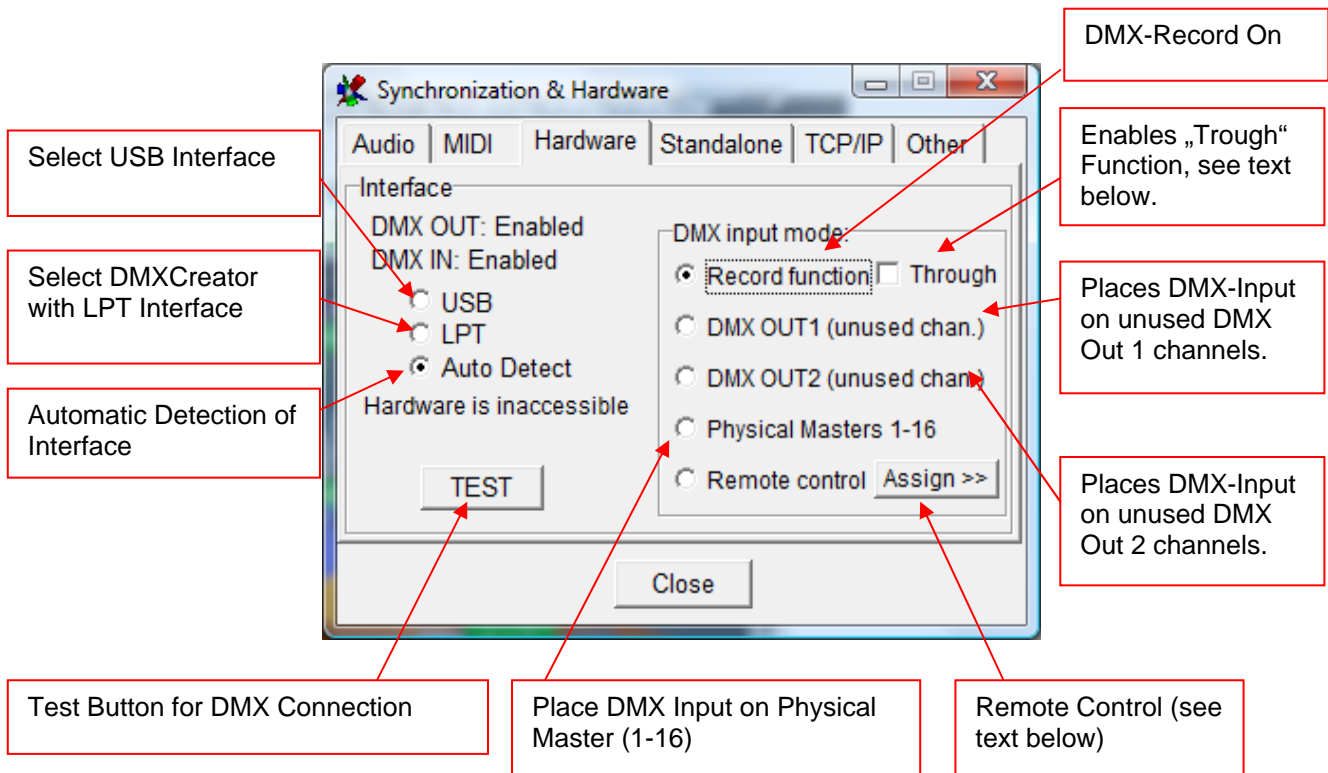 DMX-Record On
Synchronization & Hardware
Audio
MIDI
Hardware
Standalone
TCP/IP
Other
Select USB Interface
Enables „Trough“
Function, see text
below.
Interface
DMX OUT: Enabled
DMX IN: Enabled
USB
LPT
Auto Detect
Hardware is inaccessible
TEST
DMX input mode:
Record function
Through
DMX OUT1 (unused chan.)
DMX OUT2 (unused chan.)
Physical Masters 1-16
Remote control
Assign >>
Close
Select DMXCreator
with LPT Interface
Automatic Detection of
Interface
Places DMX-Input
on unused DMX
Out 1 channels.
Places DMX-Input
on unused DMX
Out 2 channels.
Test Button for DMX Connection
Place DMX Input on Physical
Master (1-16)
Remote Control (see
text below)